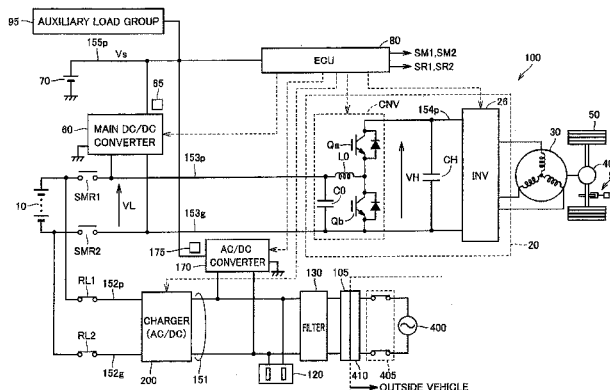 95
AUXILIARY LOAD GROUP
155p
Vs
70
65
80
ECU
SM1,SM2
SR1,SR2
100
60
MAIN DC/DC
CONVERTER
CNV
154p
26
50
Qa
L0
CH
VH
INV
30
40
153p
10
SMR1
VL
C0
Qb
153g
SMR2
175
AC/DC
CONVERTER
170
20
RL1
152p
130
105
RL2
152g
CHARGER
(AC/DC)
200
151
FILTER
400
120
410
405
OUTSIDE VEHICLE